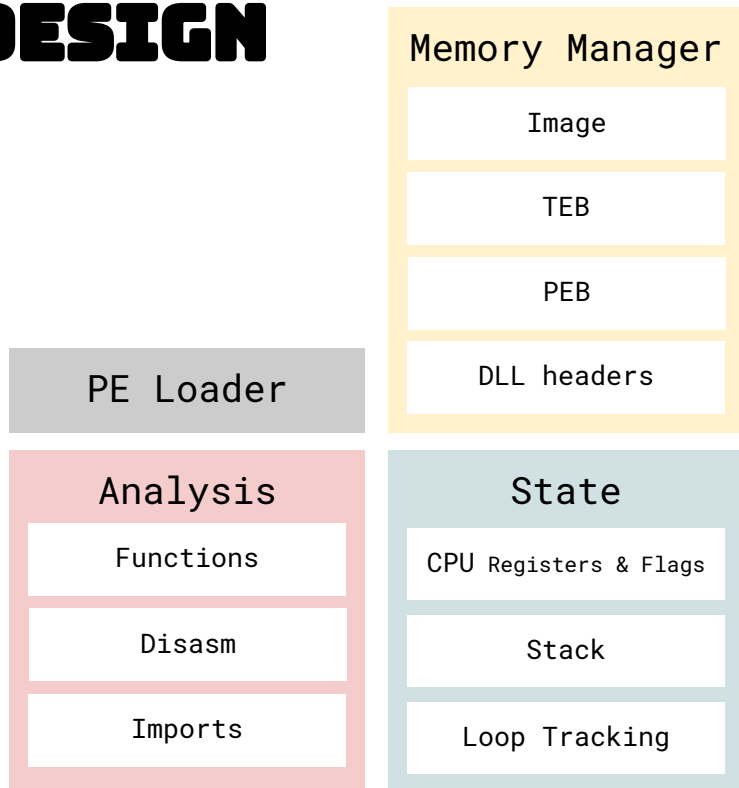 DESIGN
Memory Manager
Image
TEB
PEB
DLL headers
PE Loader
Analysis
Functions
Disasm
Imports
State
CPU Registers & Flags
Stack
Loop Tracking